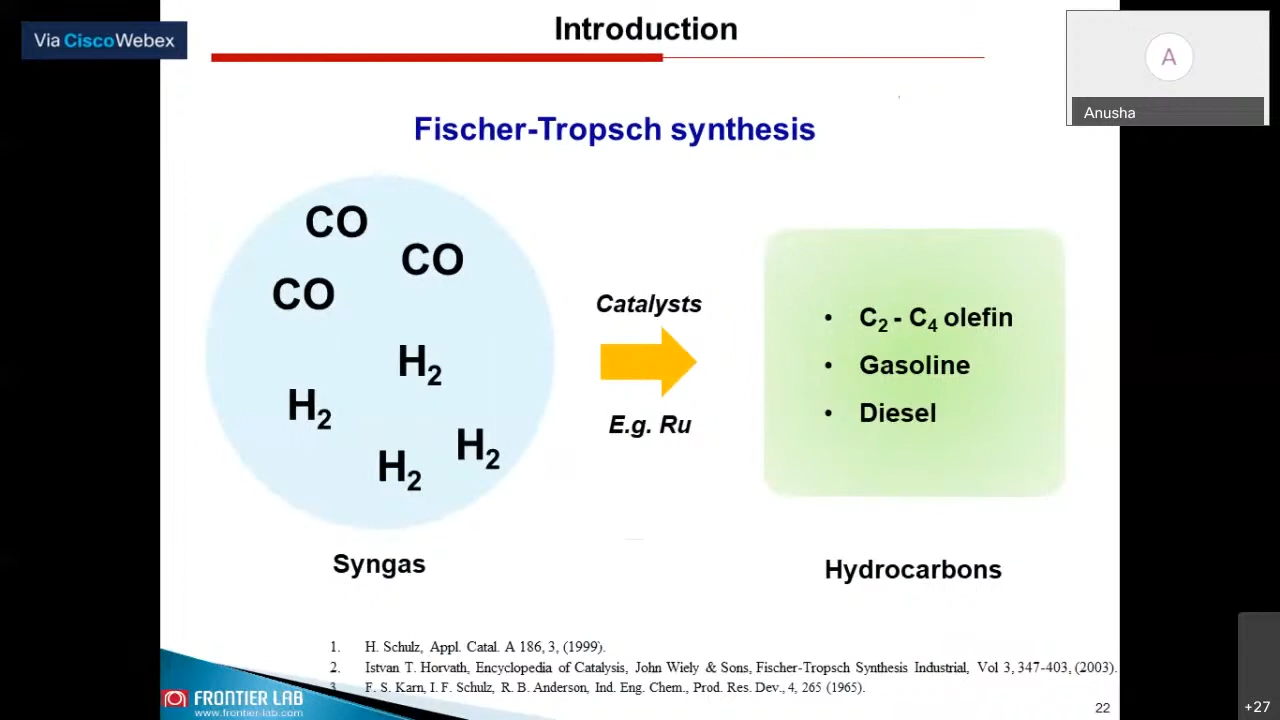 Via CiscoWebex
Introduction
A
Anusha
Fischer-Tropsch synthesis
CO
CO
CO
H₂
H₂
H₂
H₂
Syngas
Catalysts
E.g. Ru
• C₂ - C₄ olefin
• Gasoline
• Diesel
Hydrocarbons
1. H. Schulz, Appl. Catal. A 186, 3, (1999).
2. Istvan T. Horvath, Encyclopedia of Catalysis, John Wiely & Sons, Fischer-Tropsch Synthesis Industrial, Vol 3, 347-403, (2003).
3. F. S. Karn, I. F. Schulz, R. B. Anderson, Ind. Eng. Chem., Prod. Res. Dev., 4, 265 (1965).
FRONTIER LAB
www.frontier-lab.com
22
+27